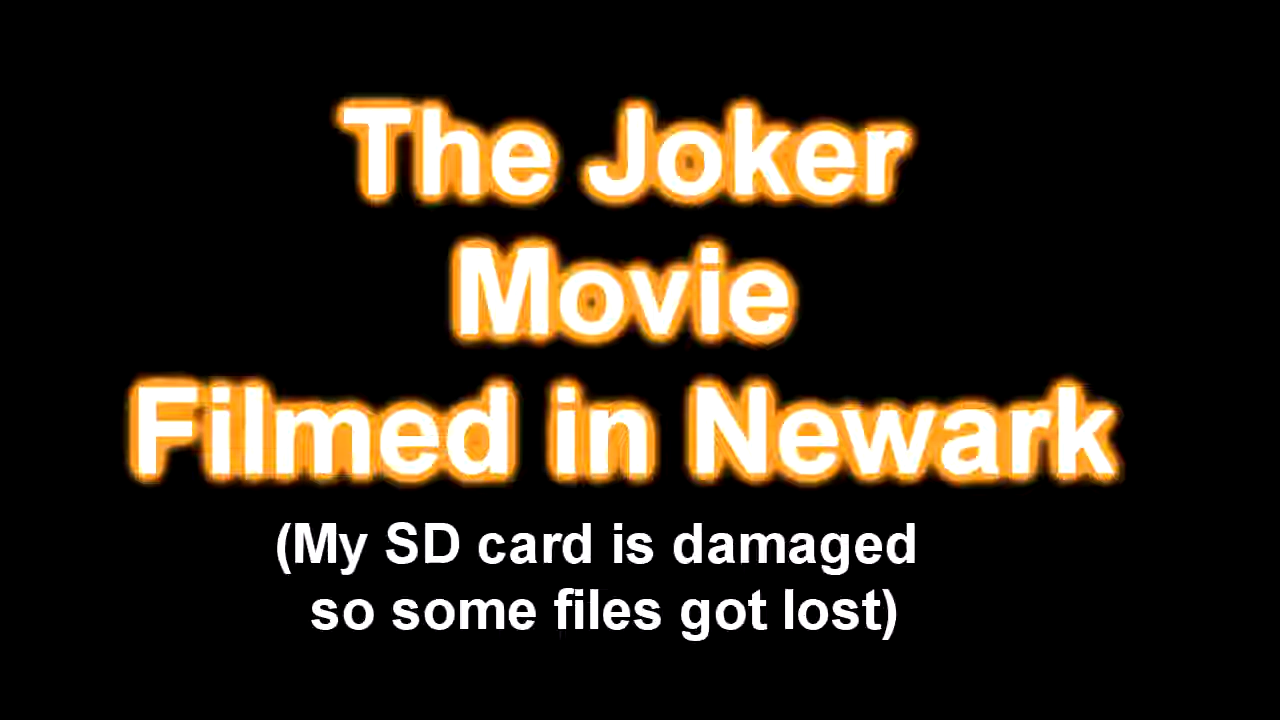 The Joker
Movie
Filmed in Newark
(My SD card is damaged
so some files got lost)